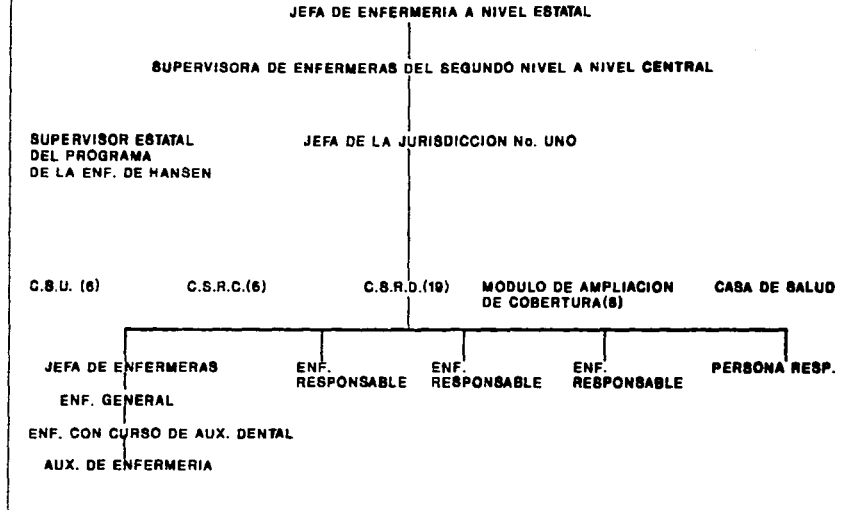 JEFA DE ENFERMERIA A NIVEL ESTATAL
SUPERVISORA DE ENFERMERAS DEL SEGUNDO NIVEL A NIVEL CENTRAL
SUPERVISOR ESTATAL
DEL PROGRAMA
DE LA ENF. DE HANSEN
JEFA DE LA JURISDICCION No. UNO
C.S.U. (6)
C.S.R.C.(6)
C.S.R.D.(19)
MODULO DE AMPLIACION
DE COBERTURA(8)
CASA DE SALUD
JEFA DE ENFERMERAS
ENF. GENERAL
ENF. CON CURSO DE AUX. DENTAL
AUX. DE ENFERMERIA
ENF.
RESPONSABLE
ENF.
RESPONSABLE
ENF.
RESPONSABLE
PERSONA RESP.